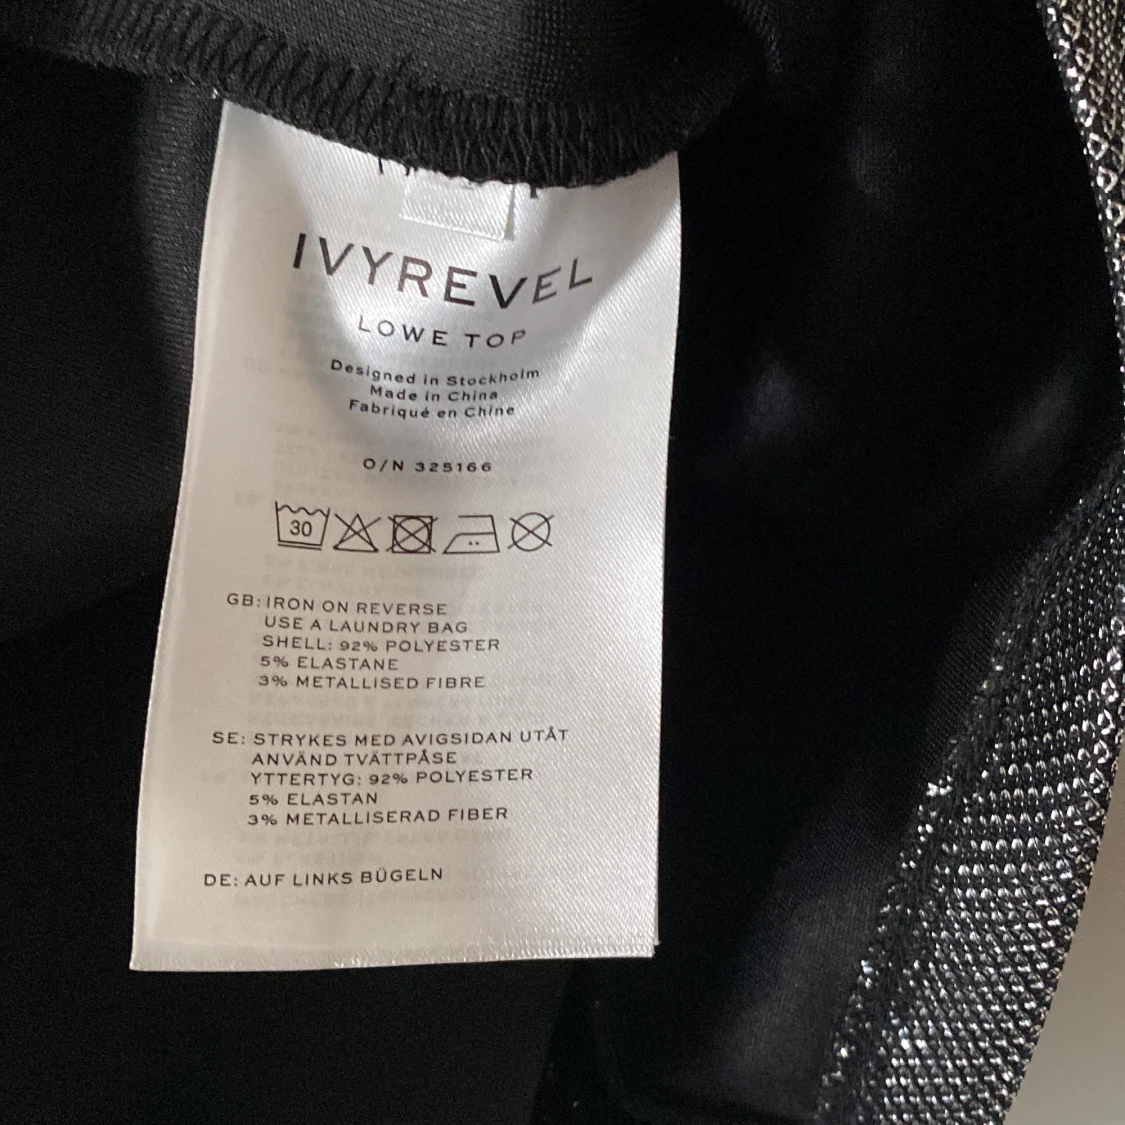 IVYREVEL
LOWE TOP
Designed in Stockholm
Made in China
Fabriqué en Chine
O/N 325166
30
GB: IRON ON REVERSE
USE A LAUNDRY BAG
SHELL: 92% POLYESTER
5% ELASTANE
3% METALLISED FIBRE
SE: STRYKES MED AVIGSIDAN UTÅT
ANVÄND TVÄTTPÅSE
YTTERTYG: 92% POLYESTER
5% ELASTAN
3% METALLISERAD FIBER
DE: AUF LINKS BÜGELN